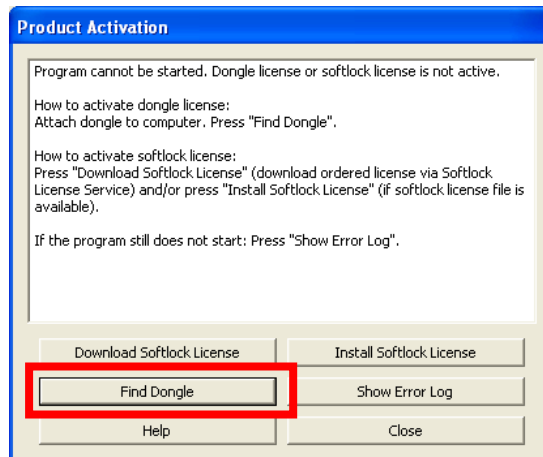 Product Activation
Program cannot be started. Dongle license or softlock license is not active.
How to activate dongle license:
Attach dongle to computer. Press "Find Dongle".
How to activate softlock license:
Press "Download Softlock License" (download ordered license via Softlock
License Service) and/or press "Install Softlock License" (if softlock license file is
available).
If the program still does not start: Press "Show Error Log".
Download Softlock License
Install Softlock License
Find Dongle
Show Error Log
Help
Close